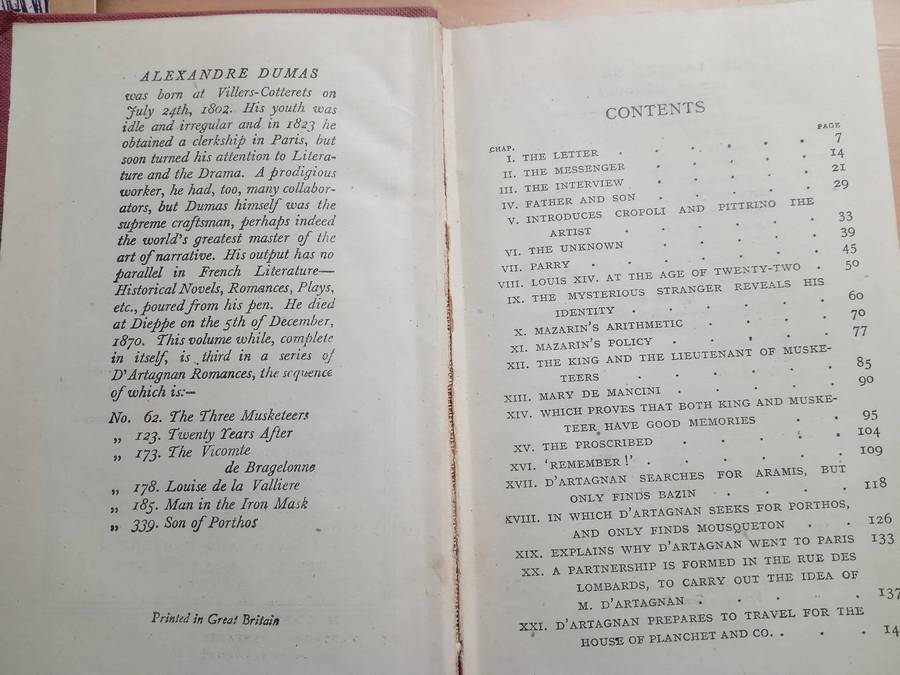 ALEXANDRE DUMAS
was born at Villers-Cotterets on
July 24th, 1802. His youth was
idle and irregular and in 1823 he
obtained a clerkship in Paris, but
soon turned his attention to Litera-
ture and the Drama. A prodigious
worker, he had, too, many collabor-
ators, but Dumas himself was the
supreme craftsman, perhaps indeed
the world's greatest master of the
art of narrative. His output has no
parallel in French Literature—
Historical Novels, Romances, Plays,
etc., poured from his pen. He died
at Dieppe on the 5th of December,
1870. This volume while, complete
in itself, is third in a series of
D'Artagnan Romances, the sequence
of which is:—
No. 62. The Three Musketeers
„ 123. Twenty Years After
„ 173. The Vicomte
de Bragelonne
„ 178. Louise de la Valliere
„ 185. Man in the Iron Mask
„ 339. Son of Porthos
Printed in Great Britain
CONTENTS
CHAP. PAGE
I. THE LETTER . . . . . . 7
II. THE MESSENGER . . . . . 14
III. THE INTERVIEW . . . . . 21
IV. FATHER AND SON . . . . . 29
V. INTRODUCES CROPOLI AND PITTRINO THE
ARTIST . . . . . . 33
VI. THE UNKNOWN . . . . . 39
VII. PARRY . . . . . . 45
VIII. LOUIS XIV. AT THE AGE OF TWENTY-TWO . 50
IX. THE MYSTERIOUS STRANGER REVEALS HIS
IDENTITY . . . . . . 60
X. MAZARIN'S ARITHMETIC . . . . 70
XI. MAZARIN'S POLICY . . . . . 77
XII. THE KING AND THE LIEUTENANT OF MUSKE-
TEERS . . . . . . 85
XIII. MARY DE MANCINI . . . . . 90
XIV. WHICH PROVES THAT BOTH KING AND MUSKE-
TEER HAVE GOOD MEMORIES . . 95
XV. THE PROSCRIBED . . . . . 104
XVI. 'REMEMBER!' . . . . . . 109
XVII. D'ARTAGNAN SEARCHES FOR ARAMIS, BUT
ONLY FINDS BAZIN . . . . 118
XVIII. IN WHICH D'ARTAGNAN SEEKS FOR PORTHOS,
AND ONLY FINDS MOUSQUETON . . 126
XIX. EXPLAINS WHY D'ARTAGNAN WENT TO PARIS 133
XX. A PARTNERSHIP IS FORMED IN THE RUE DES
LOMBARDS, TO CARRY OUT THE IDEA OF
M. D'ARTAGNAN . . . . . 137
XXI. D'ARTAGNAN PREPARES TO TRAVEL FOR THE
HOUSE OF PLANCHET AND CO. . . . 14